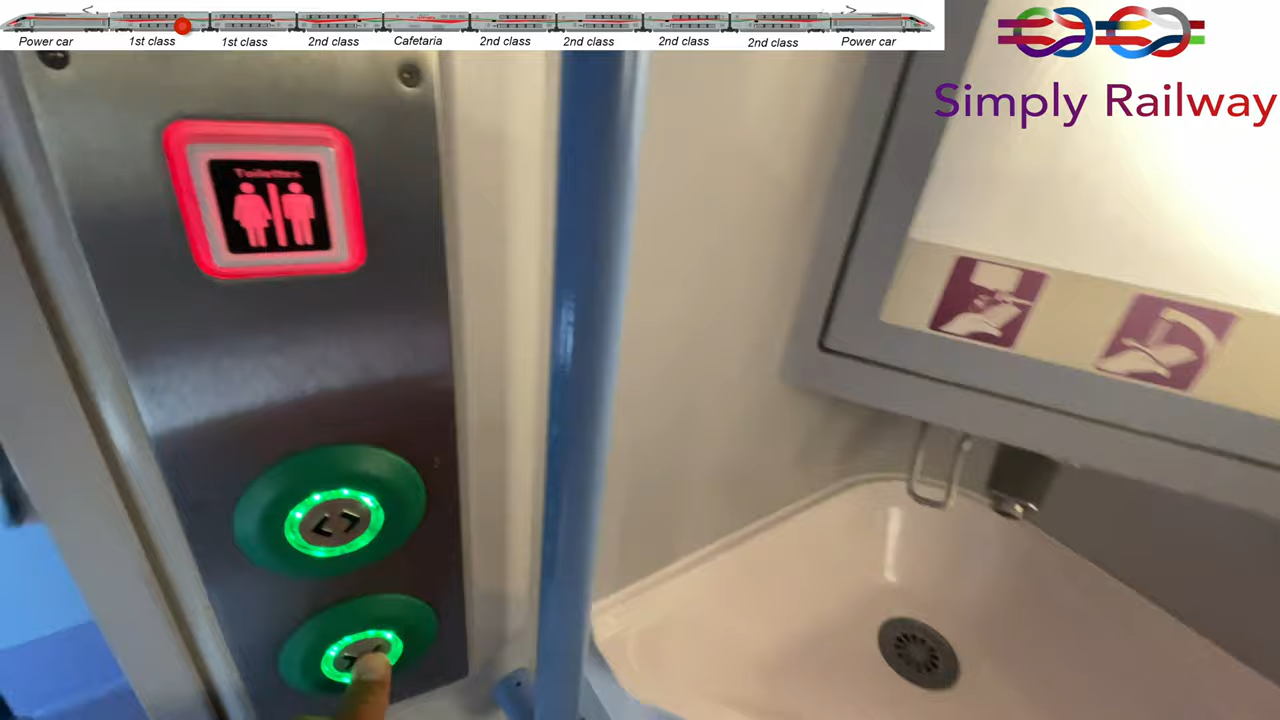 Power car 1st class 1st class 2nd class Cafetaria 2nd class 2nd class 2nd class 2nd class Power car
Simply Railway
Toilettes